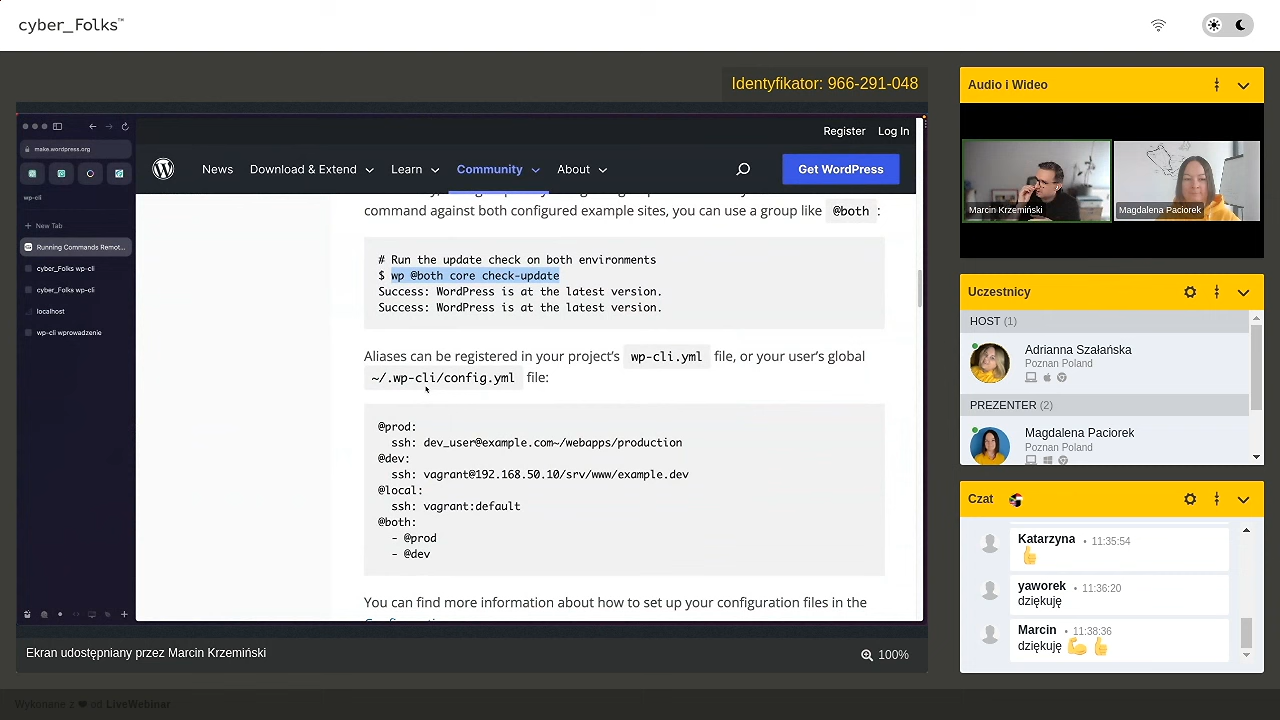 cyber_Folks™
Identyfikator: 966-291-048
make.wordpress.org
wp-cli
New Tab
Running Commands Remot...
cyber_Folks wp-cli
cyber_Folks wp-cli
localhost
wp-cli wprowadzenie
Register Log In
News Download & Extend Learn Community About Get WordPress
command against both configured example sites, you can use a group like @both :
# Run the update check on both environments
$ wp @both core check-update
Success: WordPress is at the latest version.
Success: WordPress is at the latest version.
Aliases can be registered in your project's wp-cli.yml file, or your user's global
~/.wp-cli/config.yml file:
@prod:
ssh: dev_user@example.com~/webapps/production
@dev:
ssh: vagrant@192.168.50.10/srv/www/example.dev
@local:
ssh: vagrant:default
@both:
- @prod
- @dev
You can find more information about how to set up your configuration files in the
Ekran udostępniany przez Marcin Krzemiński
100%
Wykonane z ❤ od LiveWebinar
Audio i Wideo
Marcin Krzemiński
Magdalena Paciorek
Uczestnicy
HOST (1)
Adrianna Szałańska
Poznan Poland
PREZENTER (2)
Magdalena Paciorek
Poznan Poland
Czat
Katarzyna • 11:35:54
👍
yaworek • 11:36:20
dziękuję
Marcin • 11:38:36
dziękuję 💪 👍